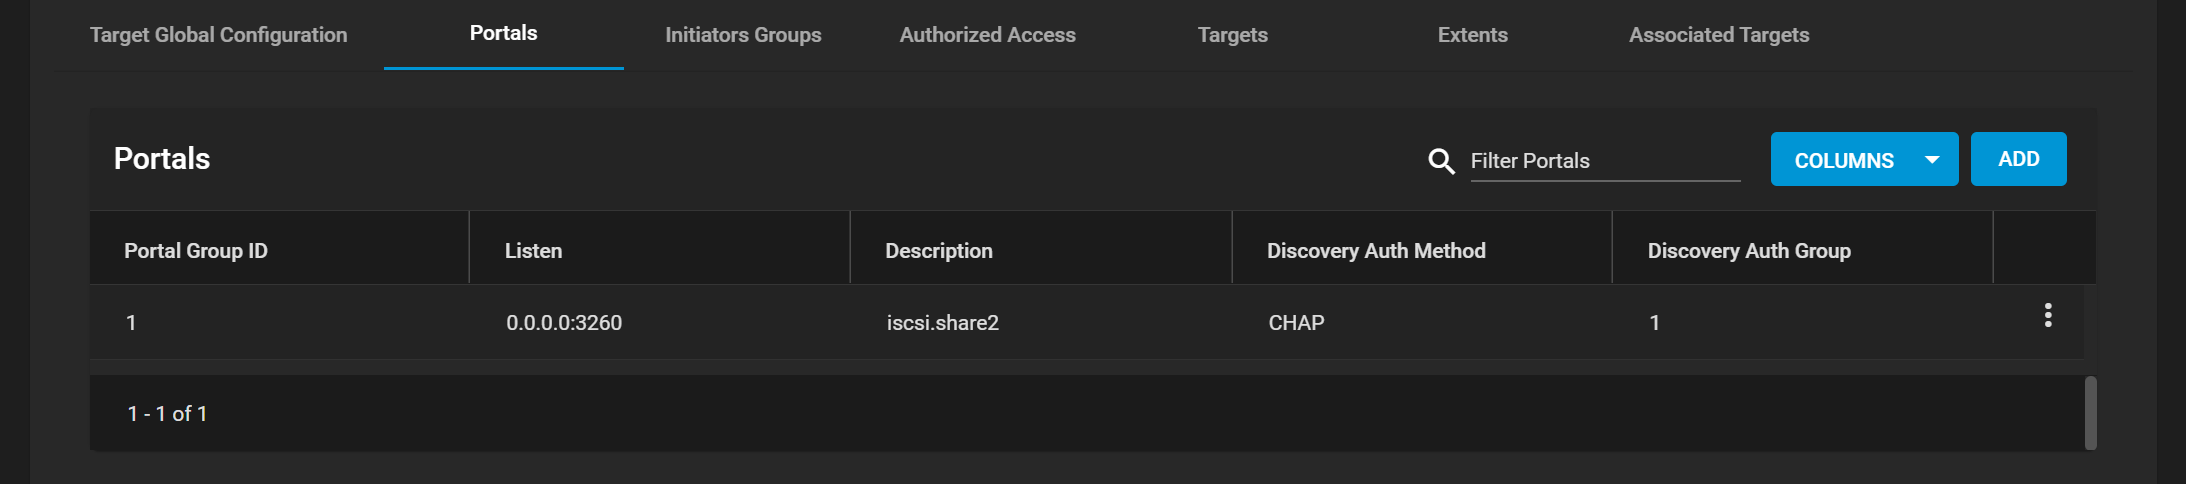 Target Global Configuration Portals Initiators Groups Authorized Access Targets Extents Associated Targets
Portals Filter Portals COLUMNS ADD
Portal Group ID Listen Description Discovery Auth Method Discovery Auth Group
1 0.0.0.0:3260 iscsi.share2 CHAP 1
1 - 1 of 1